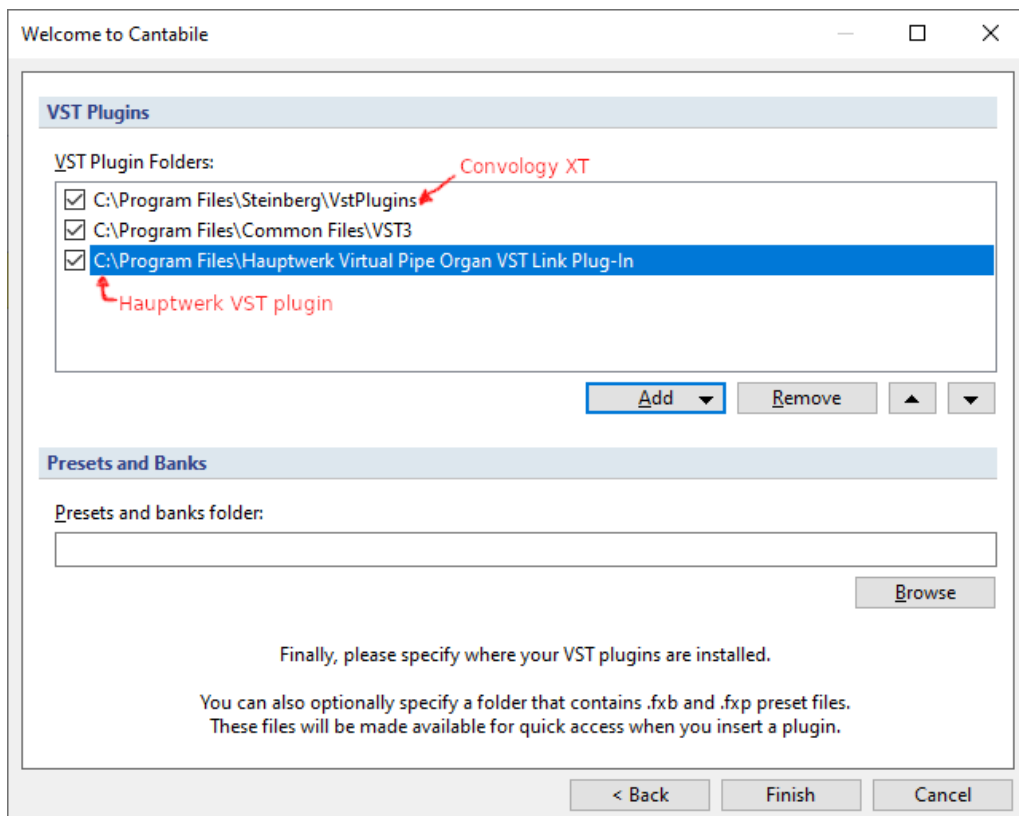 Welcome to Cantabile
VST Plugins
VST Plugin Folders:
Convology XT
C:\Program Files\Steinberg\VstPlugins
C:\Program Files\Common Files\VST3
C:\Program Files\Hauptwerk Virtual Pipe Organ VST Link Plug-In
Hauptwerk VST plugin
Add
Remove
Presets and Banks
Presets and banks folder:
Browse
Finally, please specify where your VST plugins are installed.
You can also optionally specify a folder that contains .fxb and .fxp preset files.
These files will be made available for quick access when you insert a plugin.
< Back
Finish
Cancel